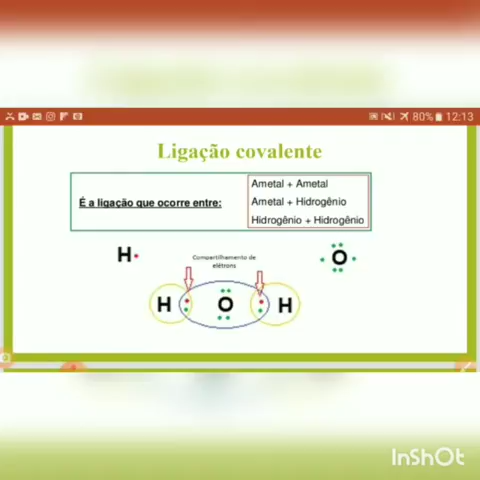 80% 12:13
Ligação covalente
É a ligação que ocorre entre:
Ametal + Ametal
Ametal + Hidrogênio
Hidrogênio + Hidrogênio
H
O
Compartilhamento de
elétrons
H O H
InShOt